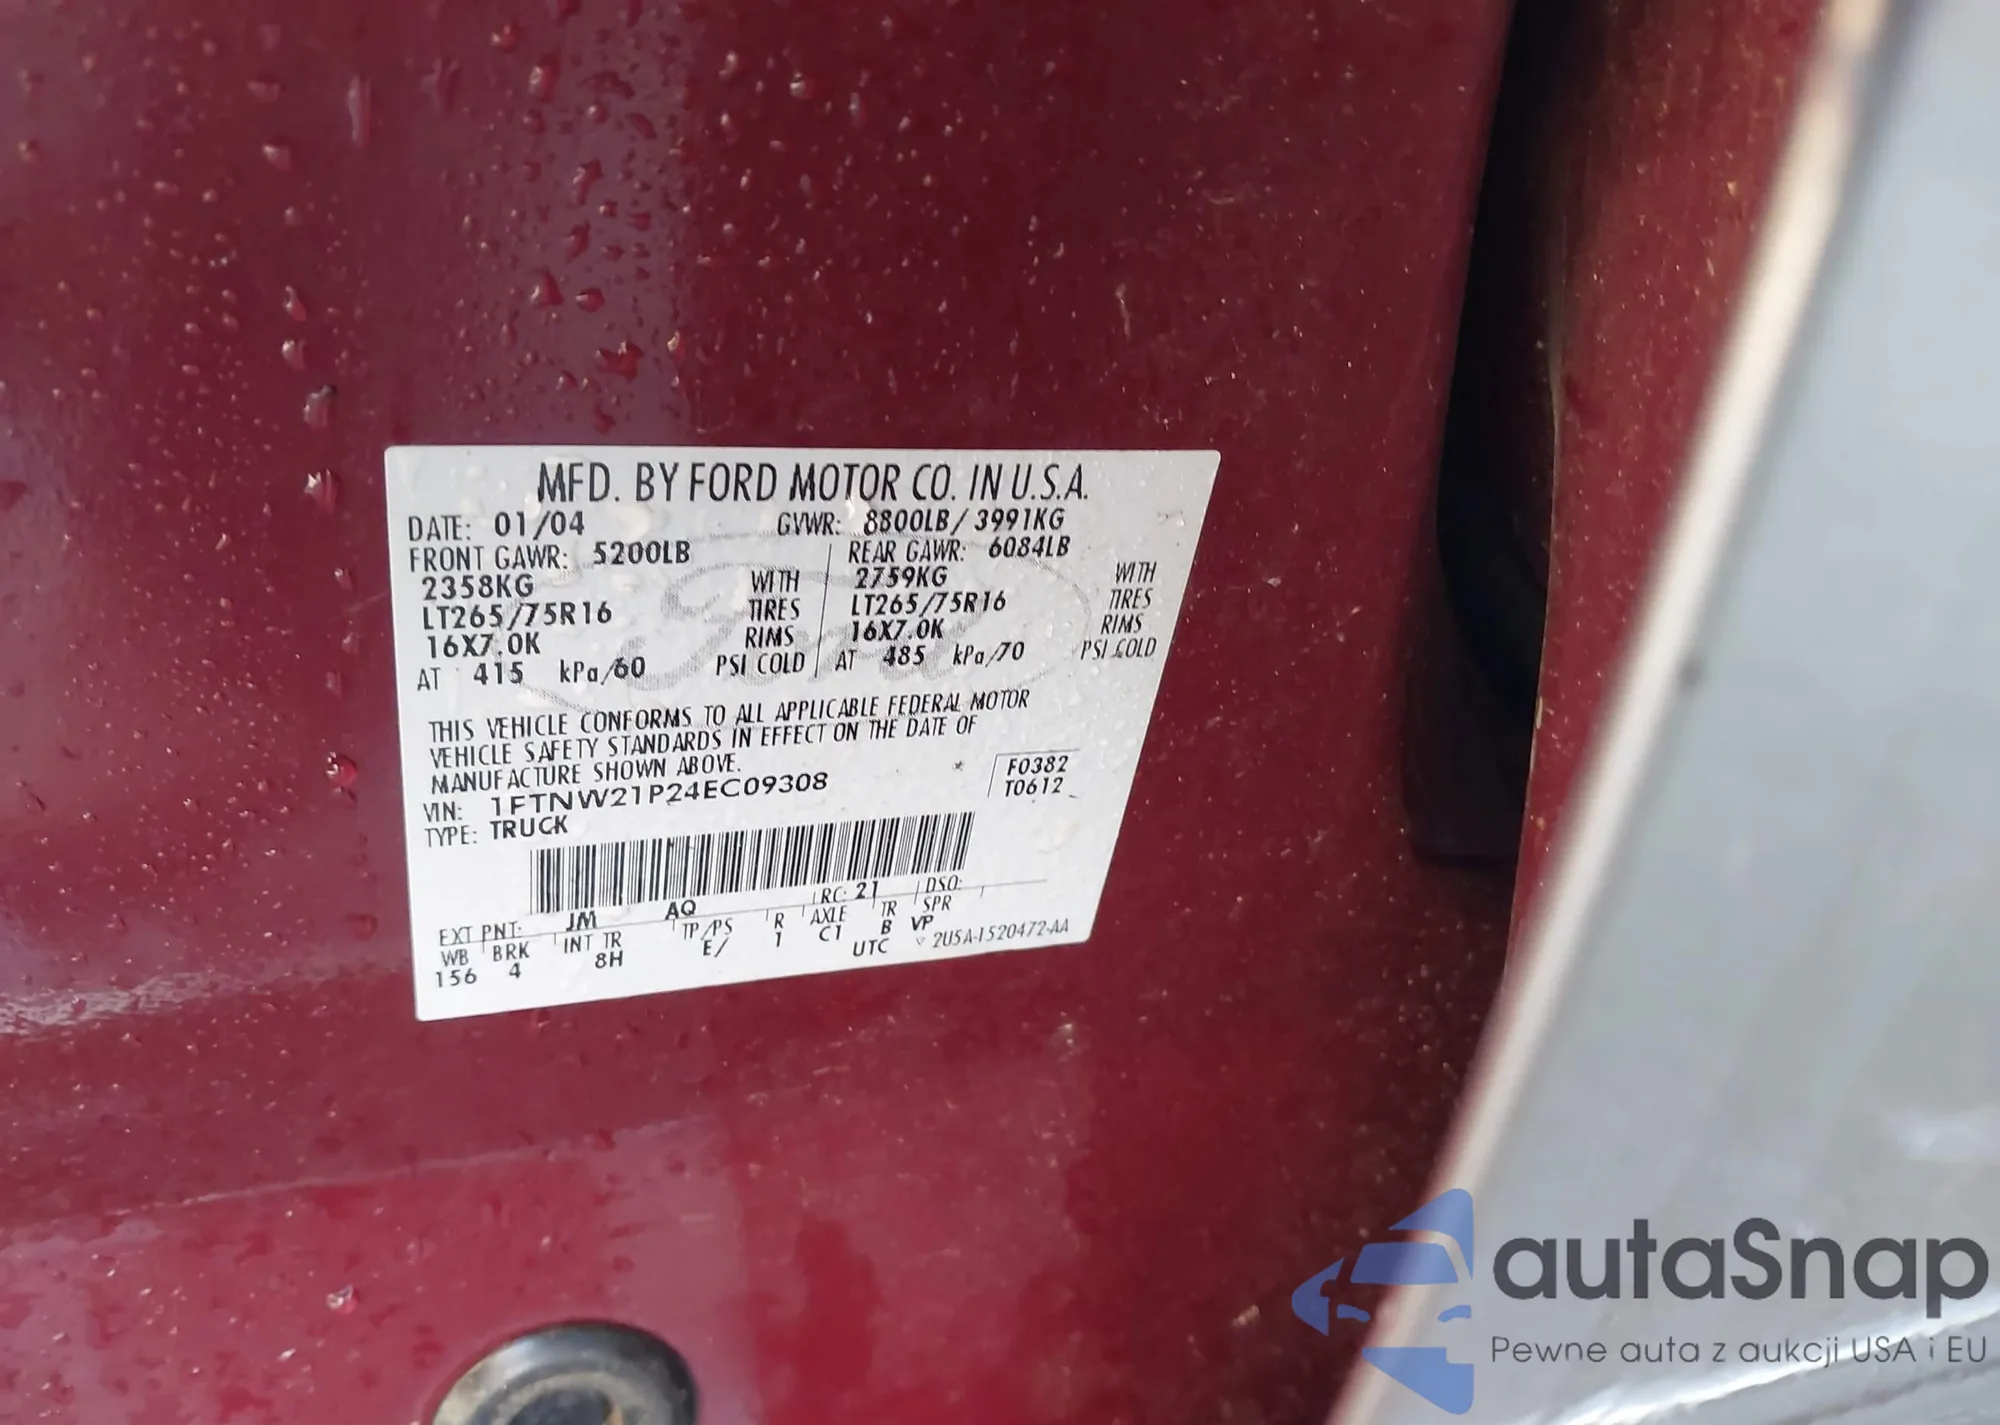 MFD. BY FORD MOTOR CO. IN U.S.A.
DATE: 01/04 GVWR: 8800LB / 3991KG
FRONT GAWR: 5200LB REAR GAWR: 6084LB
2358KG WITH 2759KG WITH
LT265/75R16 TIRES LT265/75R16 TIRES
16X7.0K RIMS 16X7.0K RIMS
AT 415 kPa/60 PSI COLD AT 485 kPa/70 PSI COLD
THIS VEHICLE CONFORMS TO ALL APPLICABLE FEDERAL MOTOR
VEHICLE SAFETY STANDARDS IN EFFECT ON THE DATE OF
MANUFACTURE SHOWN ABOVE.
F0382
VIN: 1FTNW21P24EC09308
T0612
TYPE: TRUCK
EXT PNT: JM AQ RC: 21 DSO:
WB BRK INT TR TP/PS R AXLE TR SPR
156 4 8H E/ 1 C1 B VP
UTC 2U5A-1520472-AA
Ford
autaSnap
Pewne auta z aukcji USA i EU